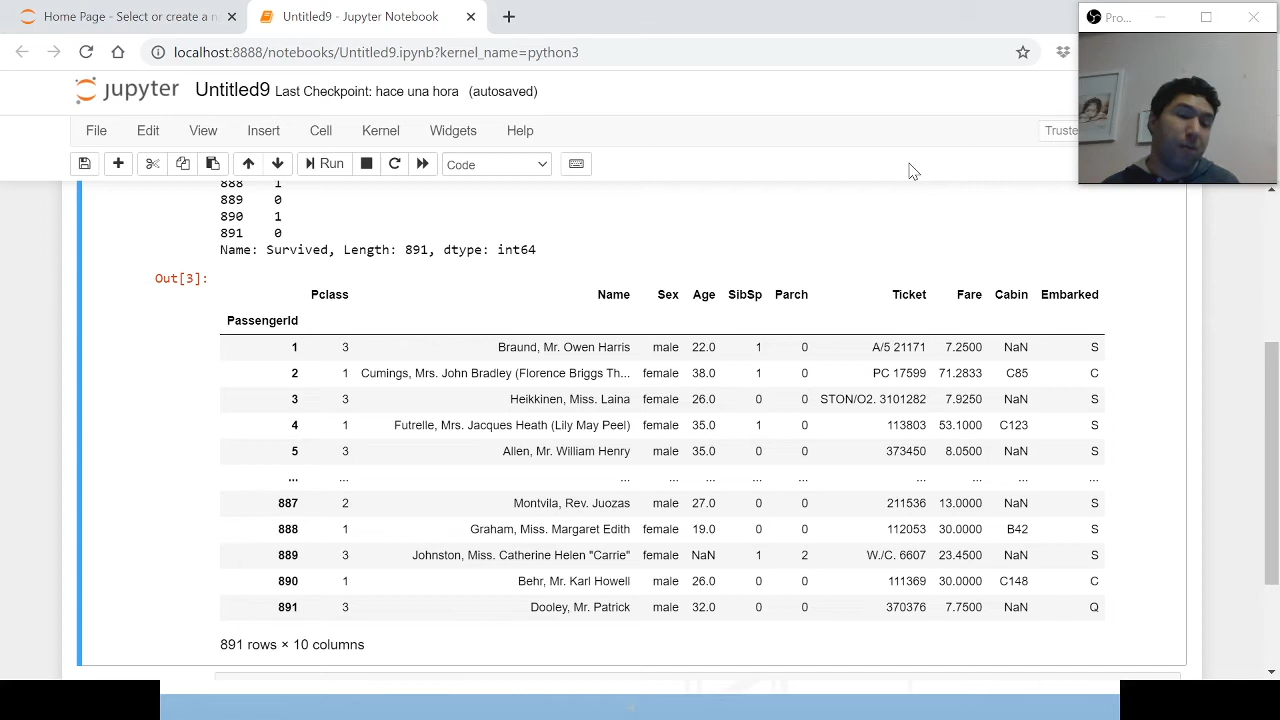 Home Page - Select or create a n
Untitled9 - Jupyter Notebook
Pro...
localhost:8888/notebooks/Untitled9.ipynb?kernel_name=python3
jupyter Untitled9 Last Checkpoint: hace una hora (autosaved)
File Edit View Insert Cell Kernel Widgets Help Truste
Run Code
888 1
889 0
890 1
891 0
Name: Survived, Length: 891, dtype: int64
Out[3]:
Pclass Name Sex Age SibSp Parch Ticket Fare Cabin Embarked
PassengerId
1 3 Braund, Mr. Owen Harris male 22.0 1 0 A/5 21171 7.2500 NaN S
2 1 Cumings, Mrs. John Bradley (Florence Briggs Th... female 38.0 1 0 PC 17599 71.2833 C85 C
3 3 Heikkinen, Miss. Laina female 26.0 0 0 STON/O2. 3101282 7.9250 NaN S
4 1 Futrelle, Mrs. Jacques Heath (Lily May Peel) female 35.0 1 0 113803 53.1000 C123 S
5 3 Allen, Mr. William Henry male 35.0 0 0 373450 8.0500 NaN S
... ... ... ... ... ... ... ... ... ... ...
887 2 Montvila, Rev. Juozas male 27.0 0 0 211536 13.0000 NaN S
888 1 Graham, Miss. Margaret Edith female 19.0 0 0 112053 30.0000 B42 S
889 3 Johnston, Miss. Catherine Helen "Carrie" female NaN 1 2 W./C. 6607 23.4500 NaN S
890 1 Behr, Mr. Karl Howell male 26.0 0 0 111369 30.0000 C148 C
891 3 Dooley, Mr. Patrick male 32.0 0 0 370376 7.7500 NaN Q
891 rows × 10 columns